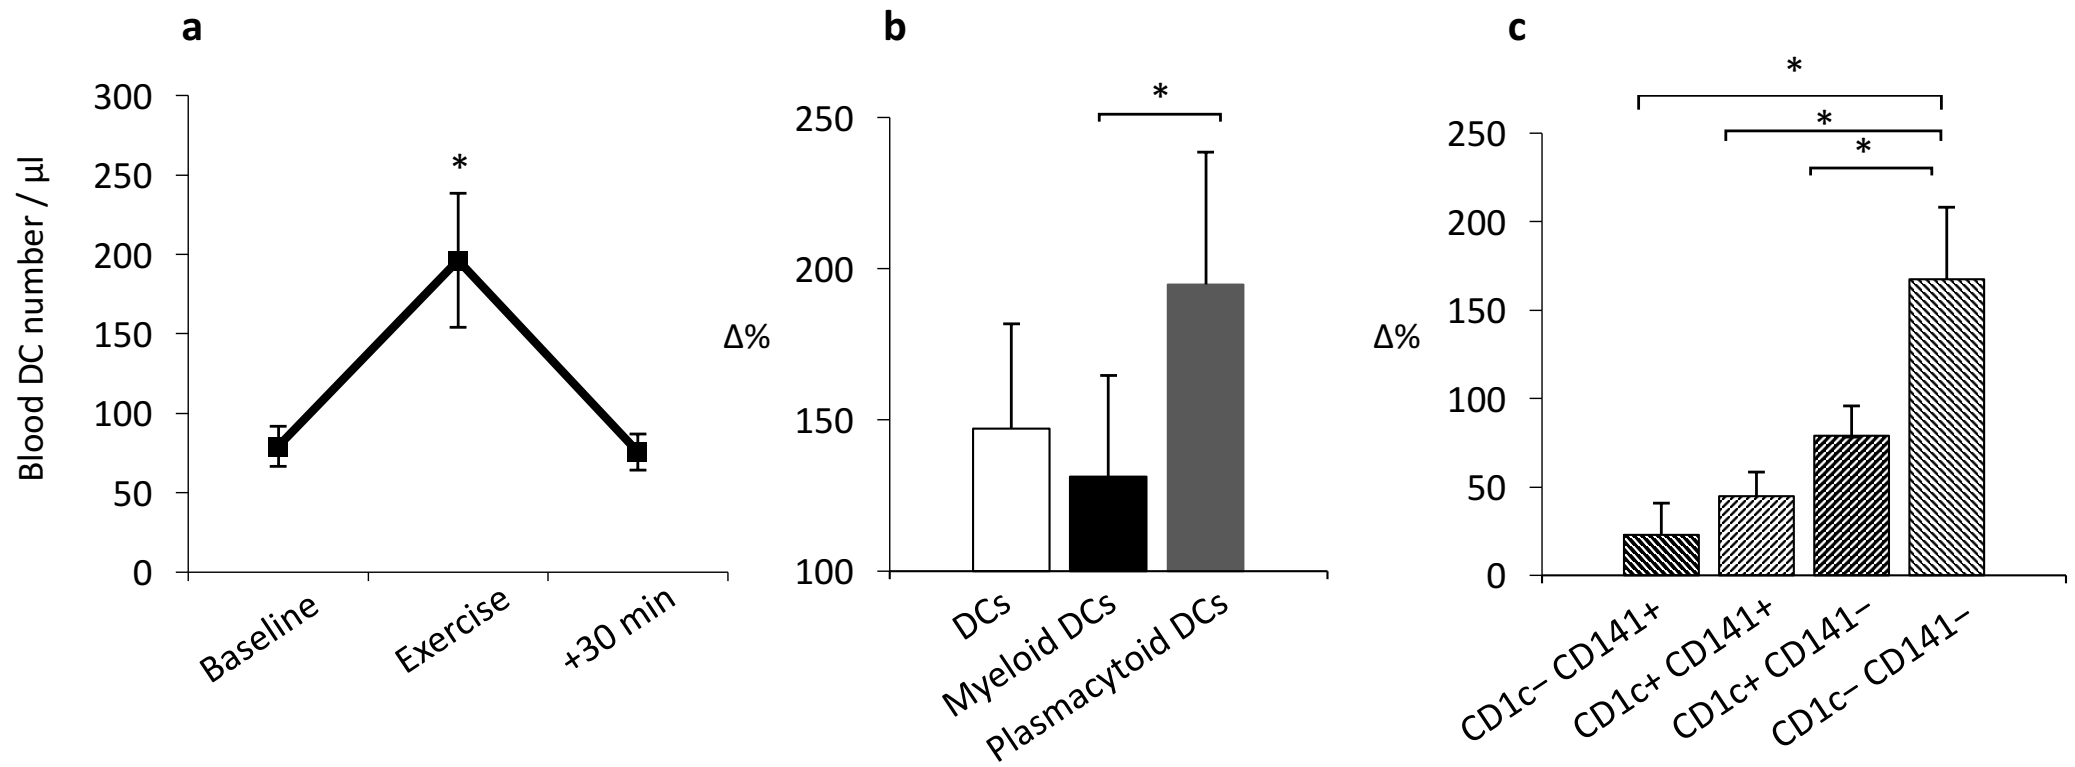 a
Blood DC number / µl
300
250
200
150
100
50
0
*
Baseline
Exercise
+30 min
b
Δ%
250
200
150
100
*
DCs
Myeloid DCs
Plasmacytoid DCs
c
Δ%
250
200
150
100
50
0
*
*
*
CD1c– CD141+
CD1c+ CD141+
CD1c+ CD141–
CD1c– CD141–